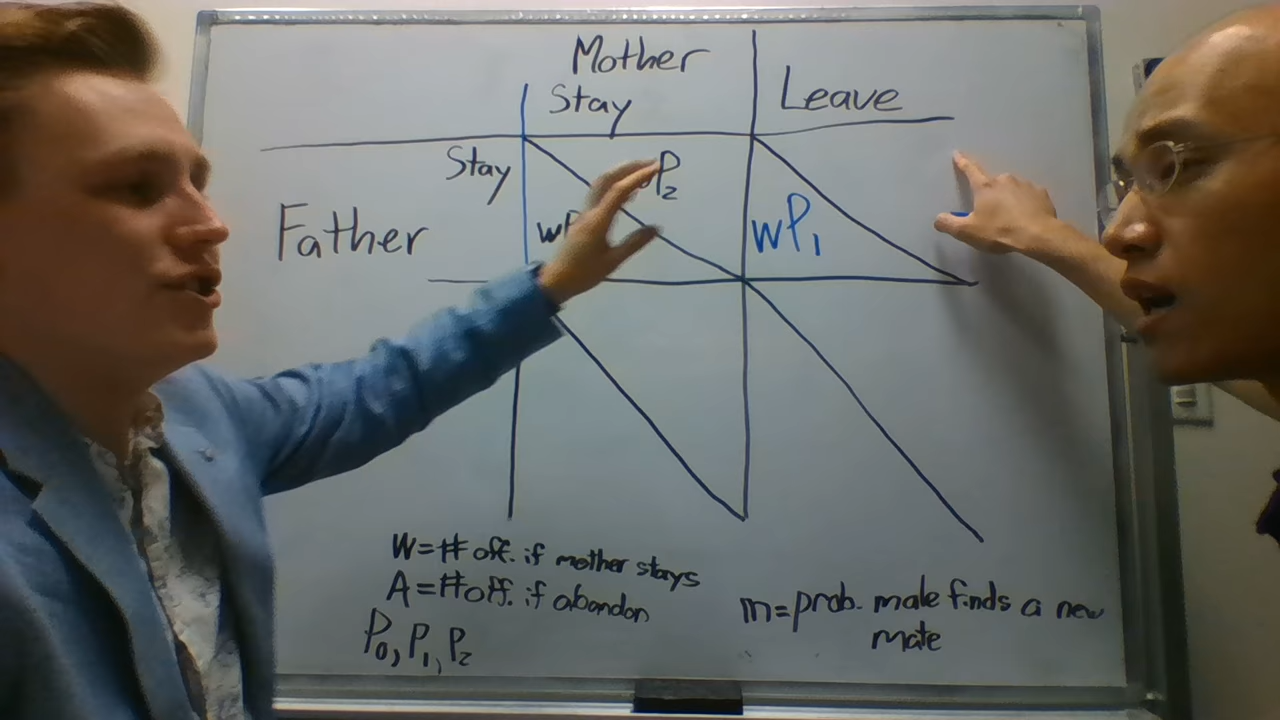 Mother
Stay
Leave
Stay
P₂
Father
wP₁
W=# off. if mother stays
A=#off. if abandon
P₀, P₁, P₂
m=prob. male finds a new
mate